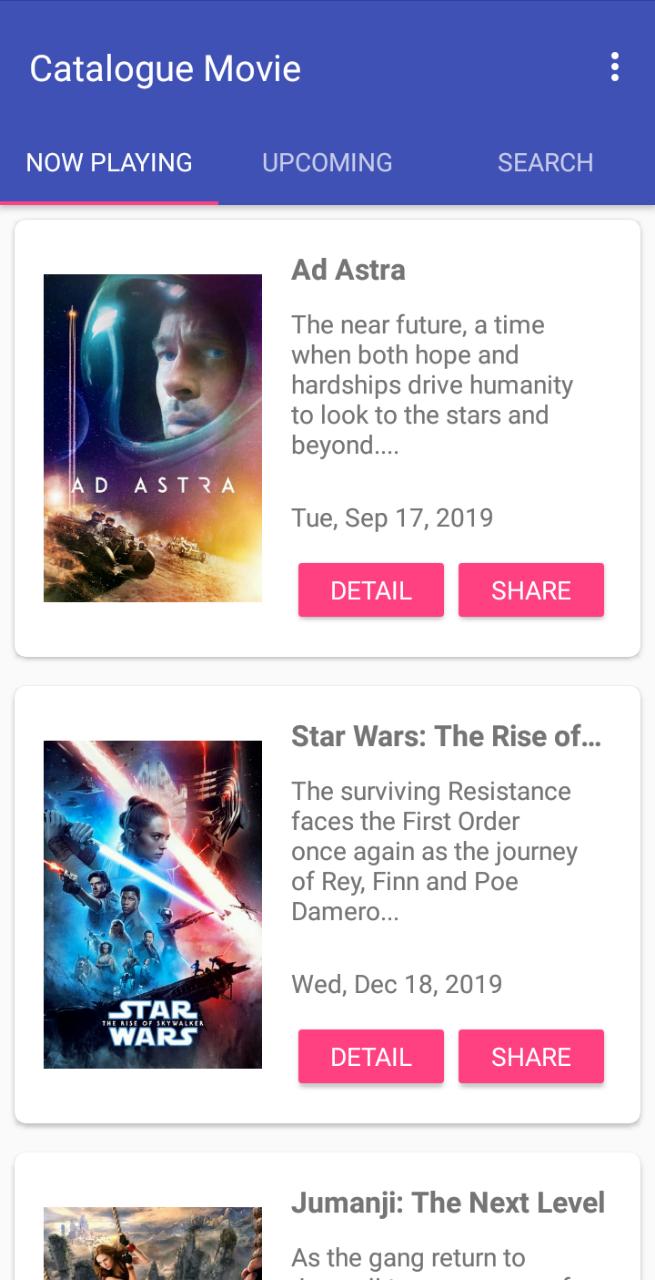 Catalogue Movie
NOW PLAYING
UPCOMING
SEARCH
Ad Astra
The near future, a time
when both hope and
hardships drive humanity
to look to the stars and
beyond....
Tue, Sep 17, 2019
DETAIL
SHARE
AD ASTRA
Star Wars: The Rise of...
The surviving Resistance
faces the First Order
once again as the journey
of Rey, Finn and Poe
Damero...
Wed, Dec 18, 2019
DETAIL
SHARE
STAR
THE RISE OF SKYWALKER
WARS
Jumanji: The Next Level
As the gang return to